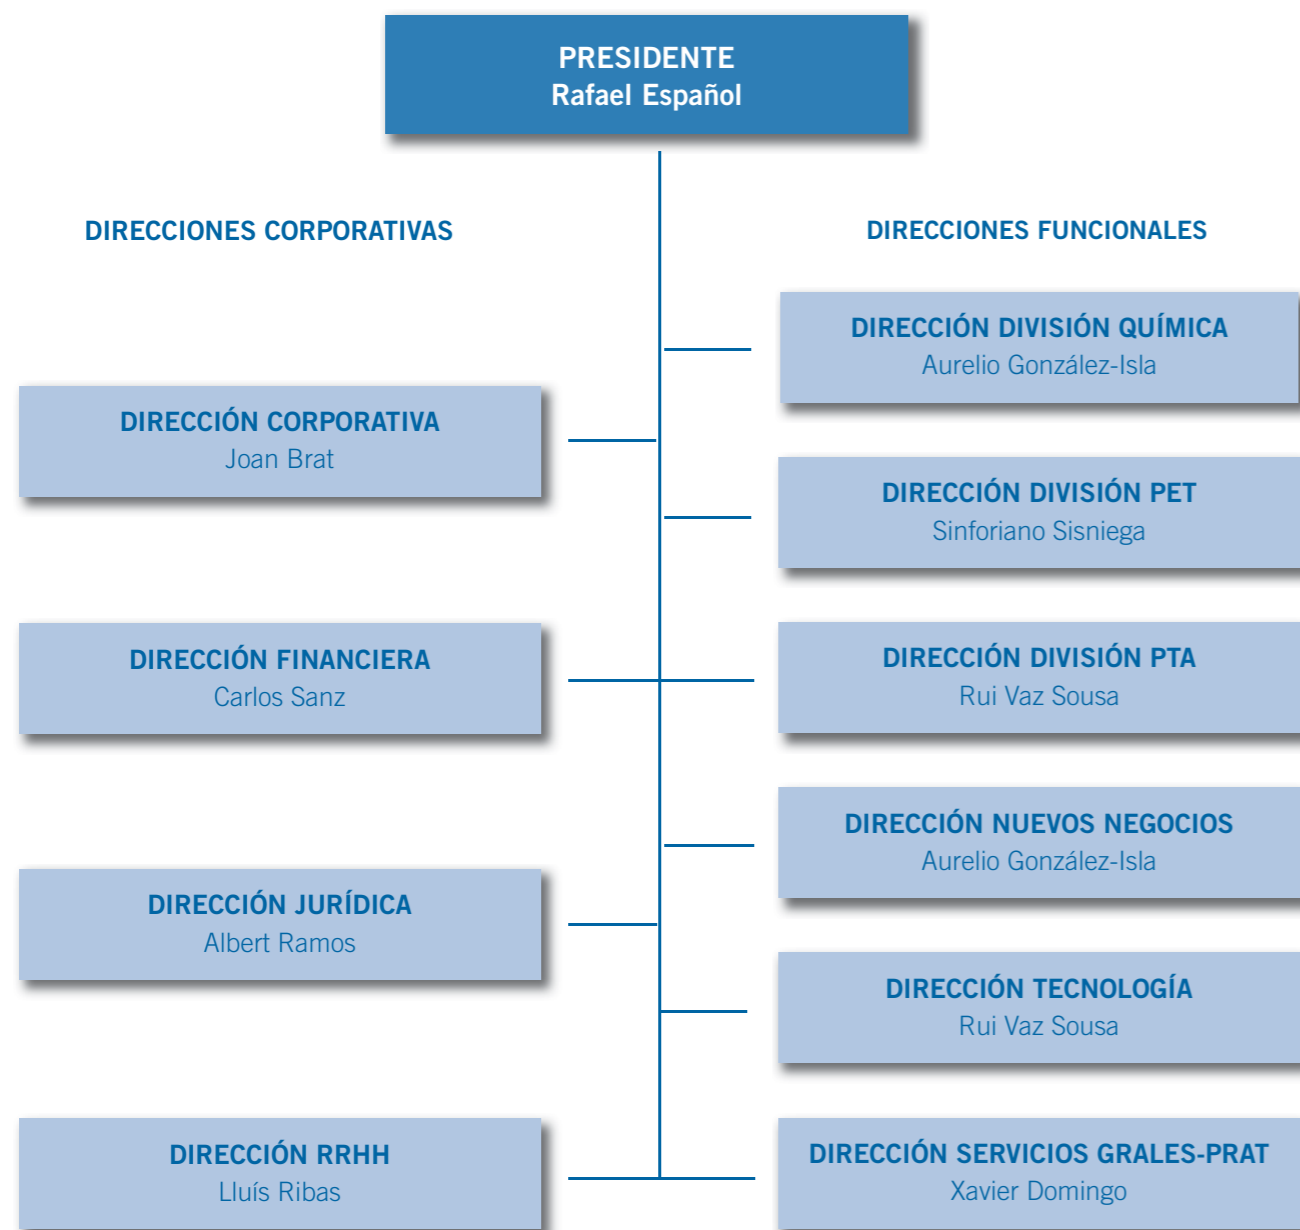 PRESIDENTE
Rafael Español
DIRECCIONES CORPORATIVAS
DIRECCIÓN CORPORATIVA
Joan Brat
DIRECCIÓN FINANCIERA
Carlos Sanz
DIRECCIÓN JURÍDICA
Albert Ramos
DIRECCIÓN RRHH
Lluís Ribas
DIRECCIONES FUNCIONALES
DIRECCIÓN DIVISIÓN QUÍMICA
Aurelio González-Isla
DIRECCIÓN DIVISIÓN PET
Sinforiano Sisniega
DIRECCIÓN DIVISIÓN PTA
Rui Vaz Sousa
DIRECCIÓN NUEVOS NEGOCIOS
Aurelio González-Isla
DIRECCIÓN TECNOLOGÍA
Rui Vaz Sousa
DIRECCIÓN SERVICIOS GRALES-PRAT
Xavier Domingo